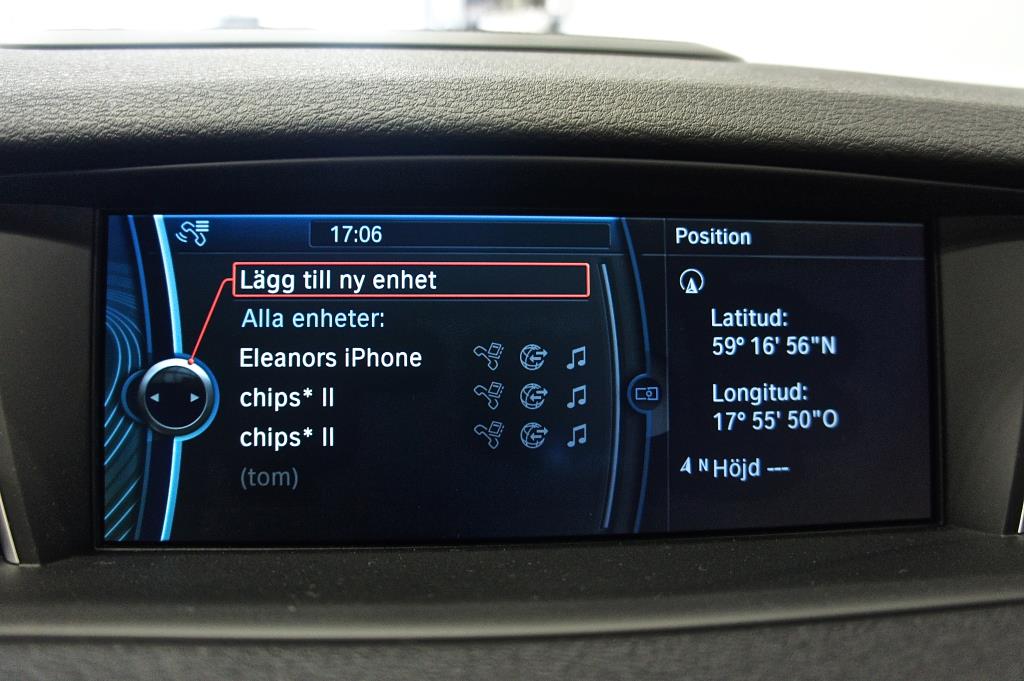 17:06
Lägg till ny enhet
Alla enheter:
Eleanors iPhone
chips* II
chips* II
(tom)
Position
Latitud:
59° 16' 56"N
Longitud:
17° 55' 50"O
N Höjd ---